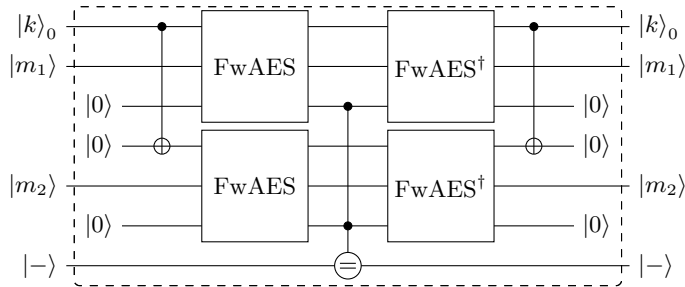 |k⟩₀ |k⟩₀
|m₁⟩ FwAES FwAES† |m₁⟩
|0⟩ |0⟩
|0⟩ |0⟩
|m₂⟩ FwAES FwAES† |m₂⟩
|0⟩ |0⟩
|−⟩ = |−⟩